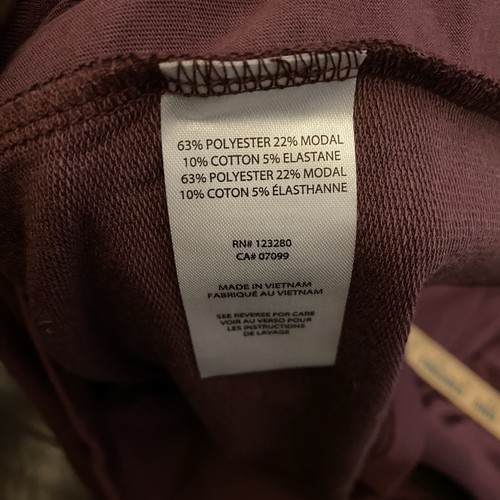 63% POLYESTER 22% MODAL
10% COTTON 5% ELASTANE
63% POLYESTER 22% MODAL
10% COTON 5% ÉLASTHANNE
RN# 123280
CA# 07099
MADE IN VIETNAM
FABRIQUÉ AU VIETNAM
SEE REVERSE FOR CARE
VOIR AU VERSO POUR
LES INSTRUCTIONS
DE LAVAGE